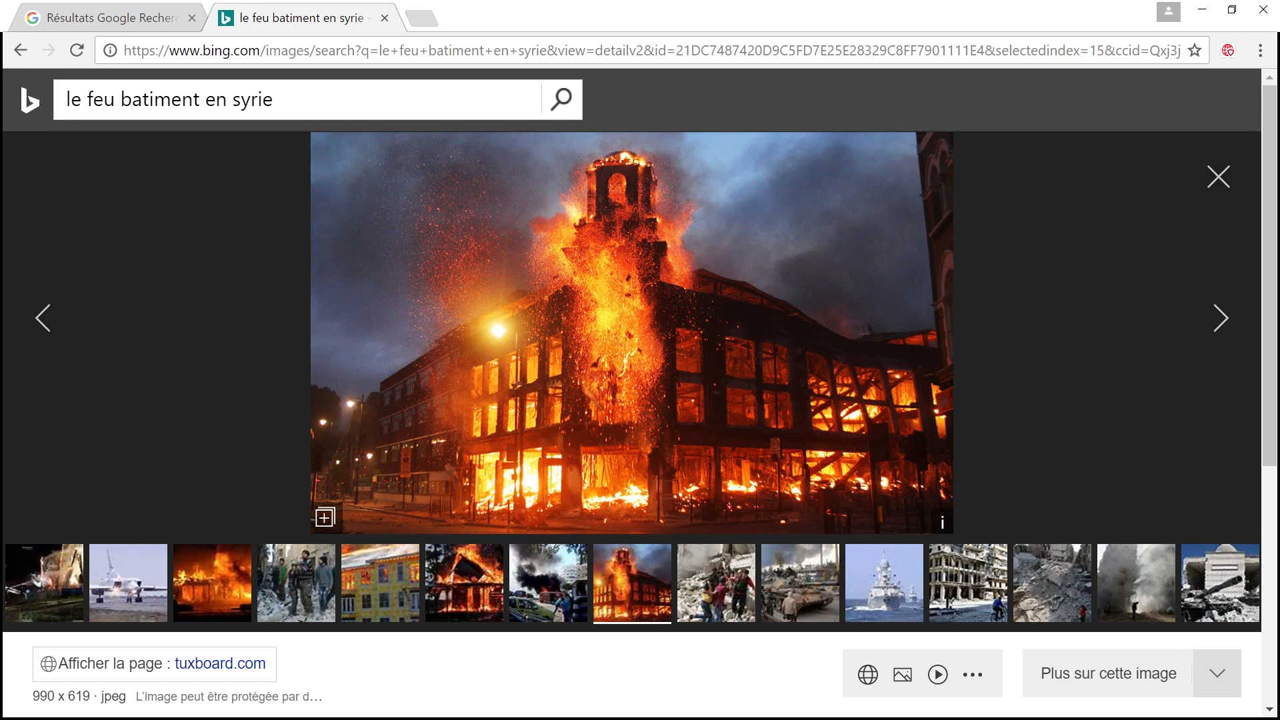 Résultats Google Recher
le feu batiment en syrie -
https://www.bing.com/images/search?q=le+feu+batiment+en+syrie&view=detailv2&id=21DC7487420D9C5FD7E25E28329C8FF7901111E4&selectedindex=15&ccid=Qxj3j
le feu batiment en syrie
Afficher la page : tuxboard.com
Plus sur cette image
990 x 619 · jpeg L'image peut être protégée par d…